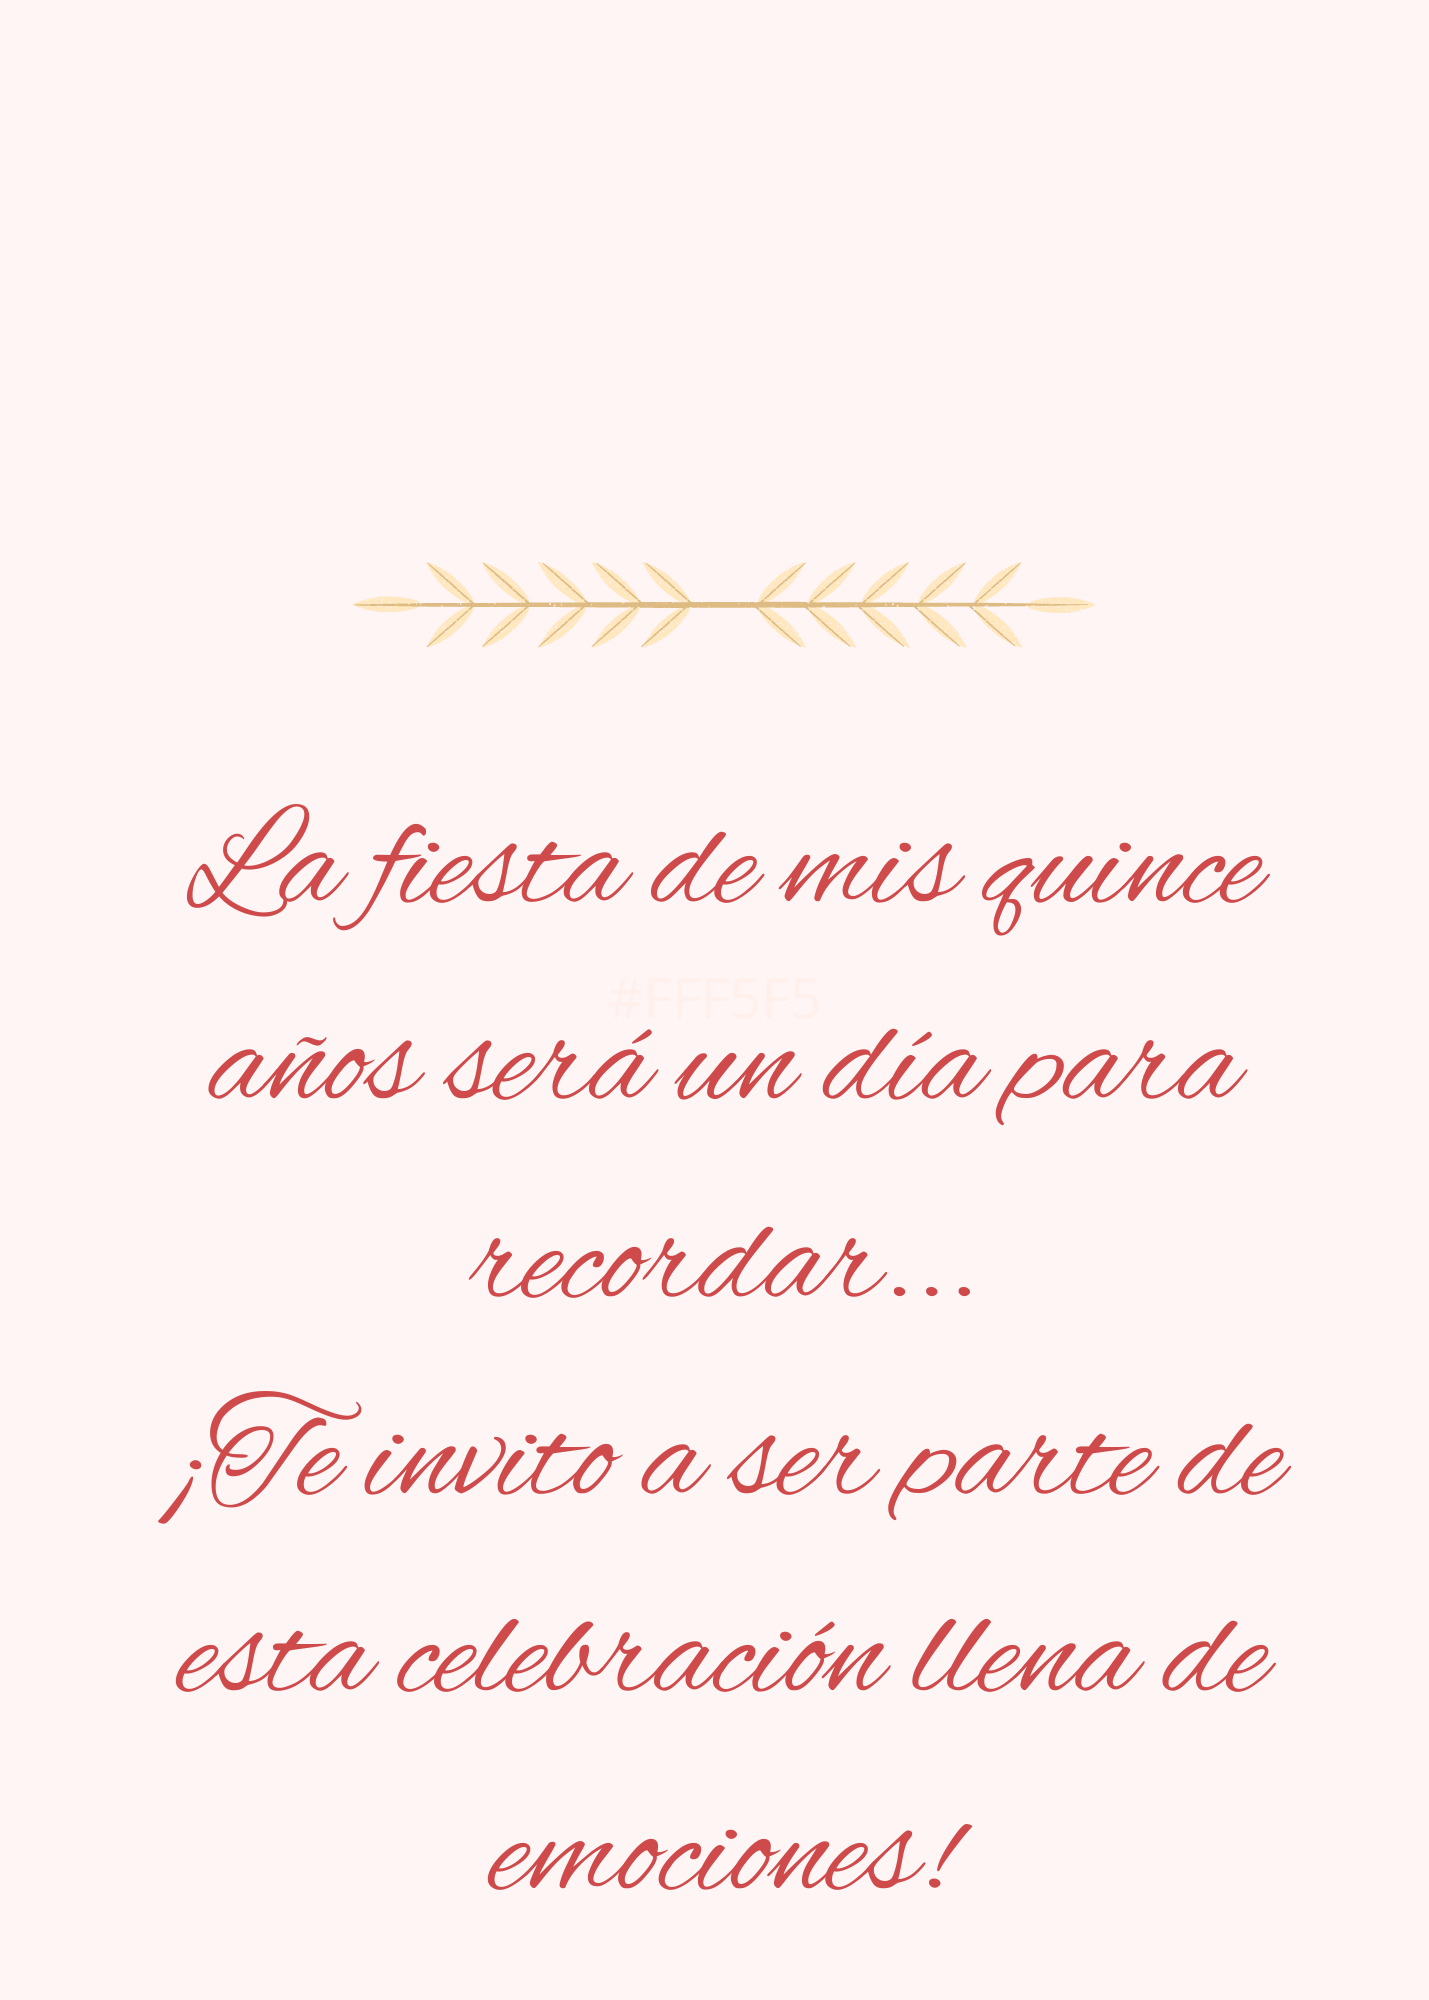 La fiesta de mis quince
#FFF5F5
años será un día para
recordar...
¡Te invito a ser parte de
esta celebración llena de
emociones!